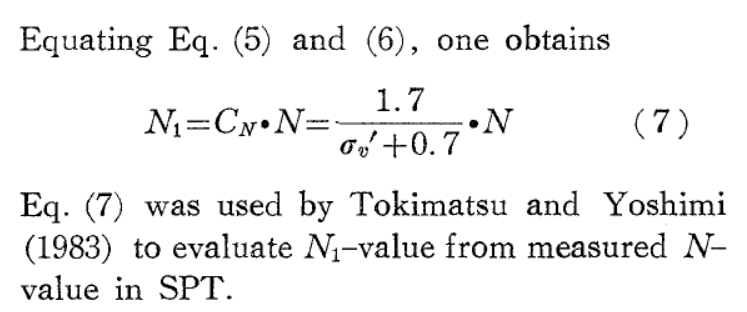 Equating Eq. (5) and (6), one obtains
N₁=C_N•N=1.7/(σ_v′+0.7)•N (7)
Eq. (7) was used by Tokimatsu and Yoshimi
(1983) to evaluate N₁-value from measured N-
value in SPT.